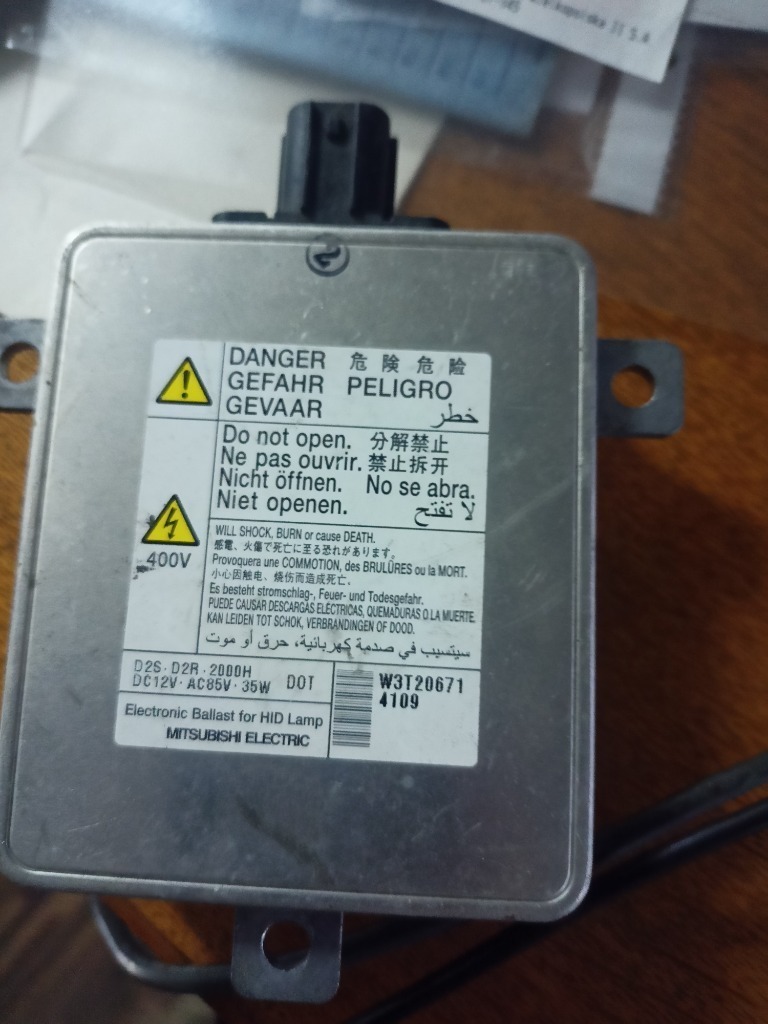 DANGER 危 険 危 险
GEFAHR PELIGRO
GEVAAR خطر
Do not open. 分解禁止
Ne pas ouvrir. 禁止拆开
Nicht öffnen. No se abra.
Niet openen. لا تفتح
400V
WILL SHOCK, BURN or cause DEATH.
感電、火傷で死亡に至る恐れがあります。
Provoquera une COMMOTION, des BRULÛRES ou la MORT.
小心因触电、烧伤而造成死亡.
Es besteht stromschlag-, Feuer- und Todesgefahr.
PUEDE CAUSAR DESCARGAS ELÉCTRICAS, QUEMADURAS O LA MUERTE.
KAN LEIDEN TOT SCHOK, VERBRANDINGEN OF DOOD.
سيتسبب في صدمة كهربائية، حرق أو موت
D2S·D2R·2000H
DC12V·AC85V·35W DOT
W3T20671
4109
Electronic Ballast for HID Lamp
MITSUBISHI ELECTRIC